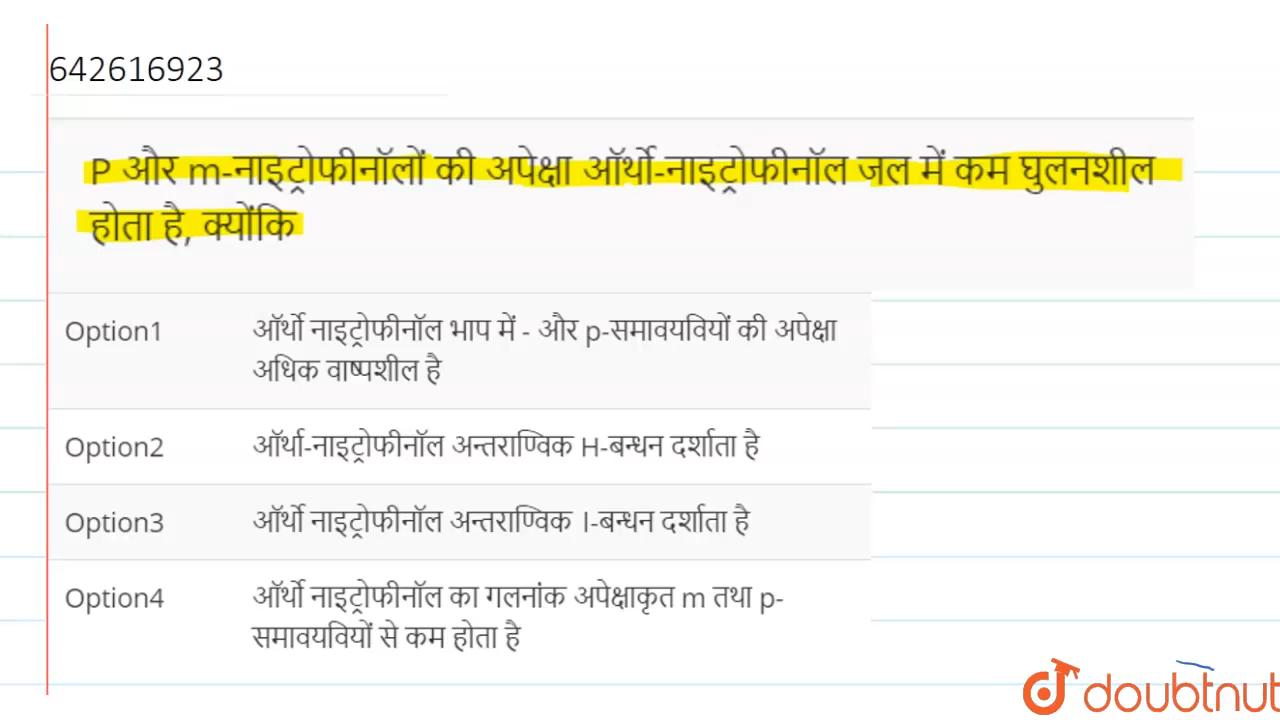 642616923
P और m-नाइट्रोफीनॉलों की अपेक्षा ऑर्थो-नाइट्रोफीनॉल जल में कम घुलनशील
होता है, क्योंकि
Option1 ऑर्थो नाइट्रोफीनॉल भाप में - और p-समावयवियों की अपेक्षा
अधिक वाष्पशील है
Option2 ऑर्था-नाइट्रोफीनॉल अन्तराण्विक H-बन्धन दर्शाता है
Option3 ऑर्थो नाइट्रोफीनॉल अन्तराण्विक ।-बन्धन दर्शाता है
Option4 ऑर्थो नाइट्रोफीनॉल का गलनांक अपेक्षाकृत m तथा p-
समावयवियों से कम होता है
doubtnut